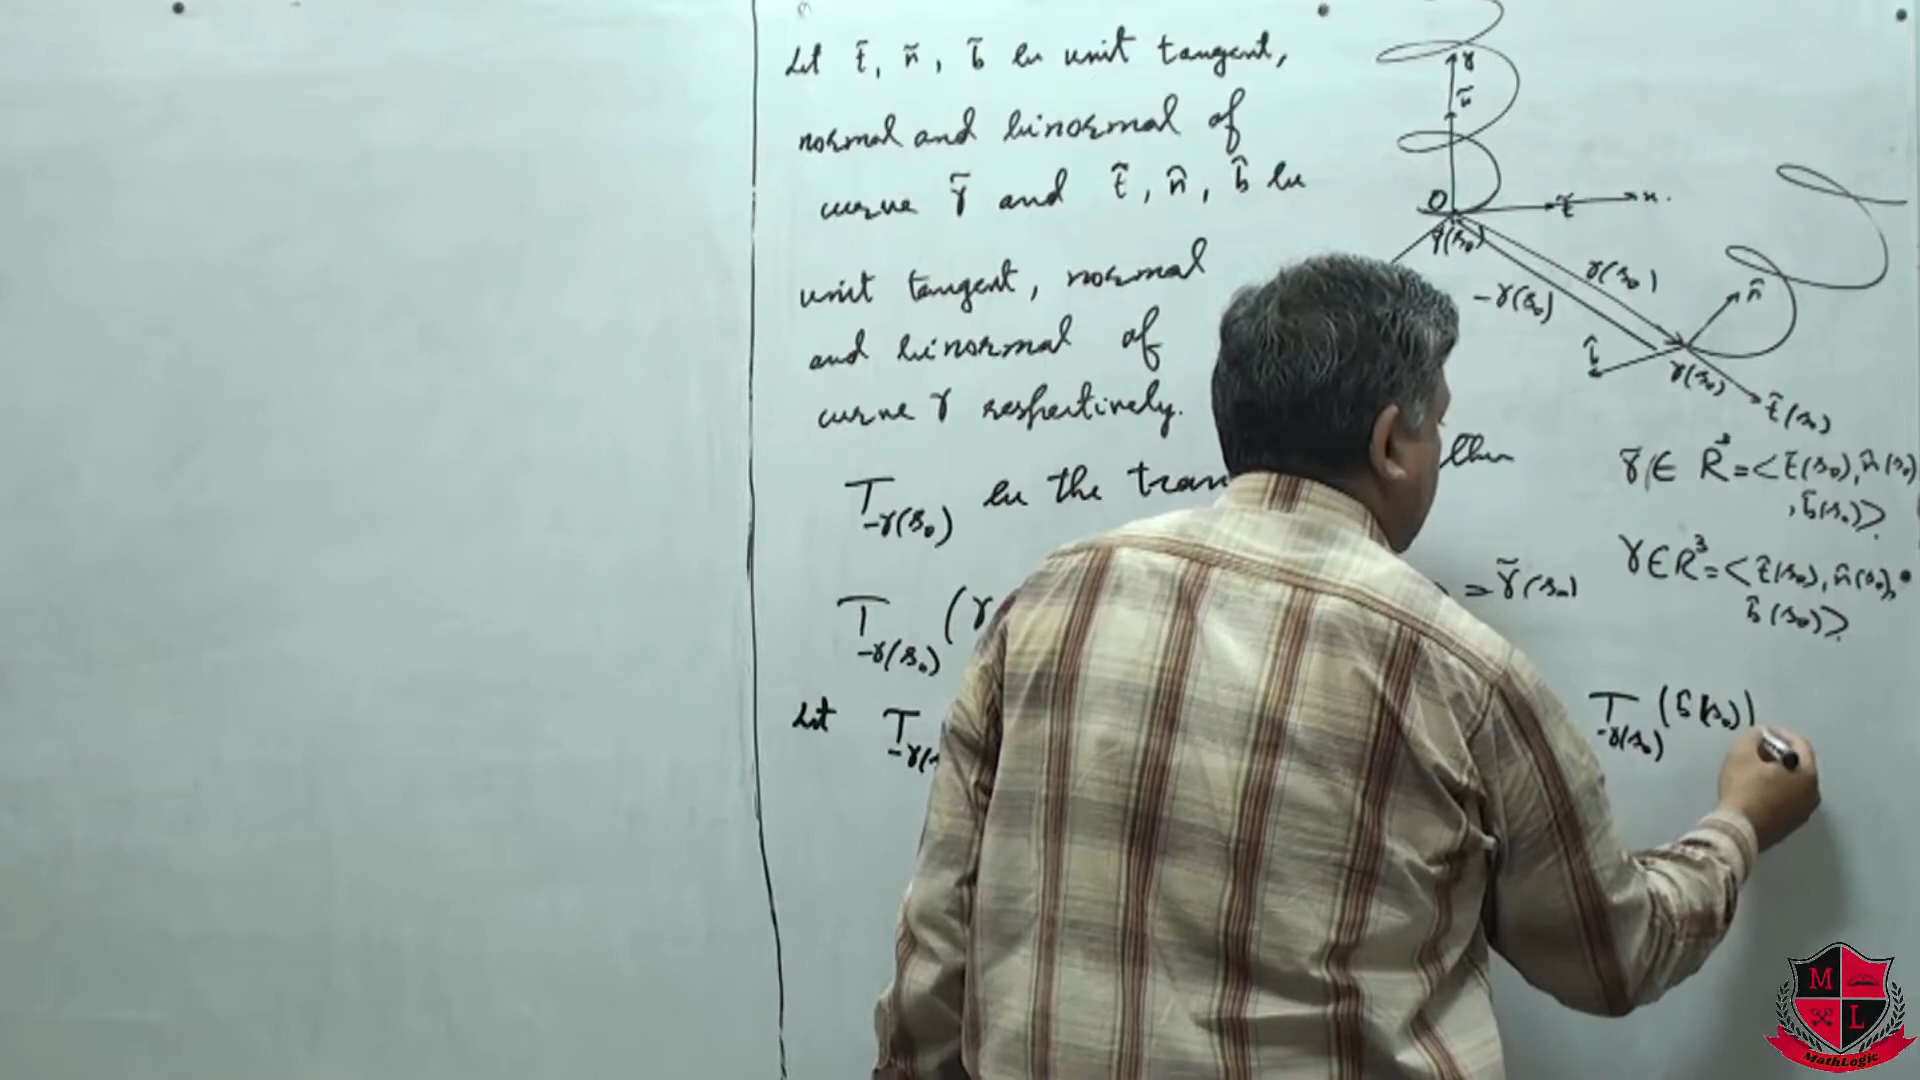 Let t̃, ñ, b̃ be unit tangent,
normal and binormal of
curve γ̃ and t̂, n̂, b̂ be
unit tangent, normal
and binormal of
curve γ respectively.
T₋γ(s₀) be the
then
T₋γ(s₀) (γ
= γ̃(s₀)
Let T₋γ(
T₋γ(s₀) (b̂(s₀))
γ
ñ
O
t̃
x.
γ̃(s₀)
γ(s₀)
-γ(s₀)
n̂
b̂
γ(s₀)
t̂(s₀)
γ̃ ∈ R³ = < t̃(s₀), ñ(s₀)
, b̃(s₀) >
γ ∈ R³ = < t̂(s₀), n̂(s₀),
b̂(s₀) >
M
L
MathLogic